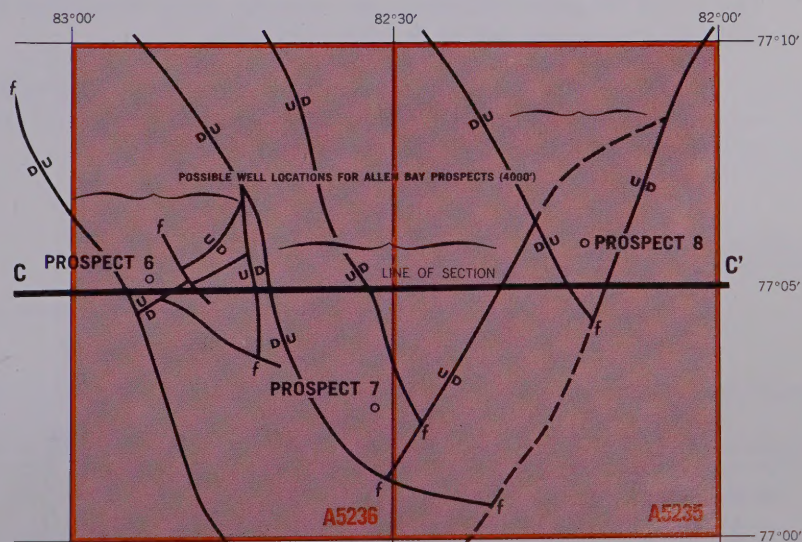 83°00' 82°30' 82°00'
77°10'
f
D U
D U
U D
D U
POSSIBLE WELL LOCATIONS FOR ALLEN BAY PROSPECTS (4000')
U D
f
U D
D U
PROSPECT 8
PROSPECT 6
U D
U D
LINE OF SECTION
C
C'
77°05'
U D
f
D U
f
U D
PROSPECT 7
f
f
f
A5236
A5235
77°00'